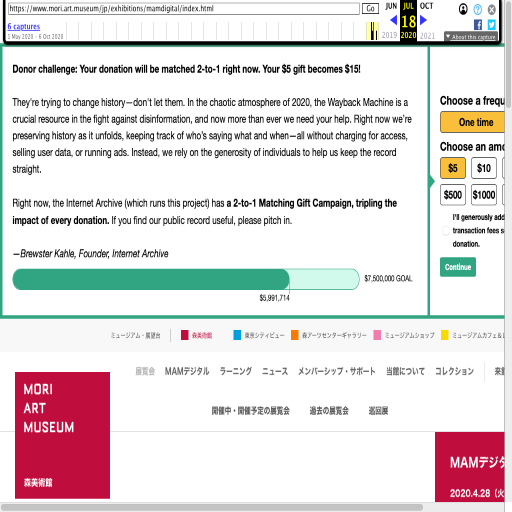 https://www.mori.art.museum/jp/exhibitions/mamdigital/index.html
Go
JUN
JUL
OCT
6 captures
18
1 May 2020 - 6 Oct 2020
2019
2020
2021
About this capture
Donor challenge: Your donation will be matched 2-to-1 right now. Your $5 gift becomes $15!
They're trying to change history—don't let them. In the chaotic atmosphere of 2020, the Wayback Machine is a
crucial resource in the fight against disinformation, and now more than ever we need your help. Right now we're
preserving history as it unfolds, keeping track of who's saying what and when—all without charging for access,
selling user data, or running ads. Instead, we rely on the generosity of individuals to help us keep the record
straight.
Right now, the Internet Archive (which runs this project) has a 2-to-1 Matching Gift Campaign, tripling the
impact of every donation. If you find our public record useful, please pitch in.
—Brewster Kahle, Founder, Internet Archive
$7,500,000 GOAL
$5,991,714
Choose a frequ
One time
Choose an amo
$5
$10
$500
$1000
I'll generously add
transaction fees s
donation.
Continue
ミュージアム・展望台
森美術館
東京シティビュー
森アーツセンターギャラリー
ミュージアムショップ
ミュージアムカフェ&
展覧会
MAMデジタル
ラーニング
ニュース
メンバーシップ・サポート
当館について
コレクション
来
開催中・開催予定の展覧会
過去の展覧会
巡回展
MORI
ART
MUSEUM
森美術館
MAMデジタ
2020.4.28（火